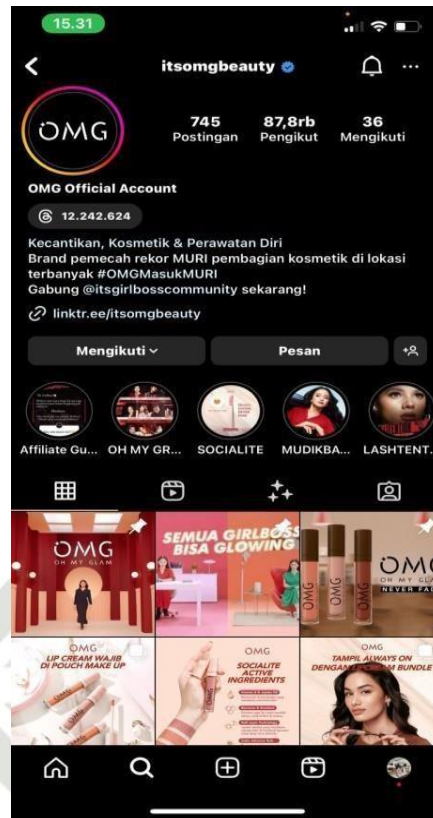 15.31
itsomgbeauty
OMG
745 87,8rb 36
Postingan Pengikut Mengikuti
OMG Official Account
12.242.624
Kecantikan, Kosmetik & Perawatan Diri
Brand pemecah rekor MURI pembagian kosmetik di lokasi
terbanyak #OMGMasukMURI
Gabung @itsgirlbosscommunity sekarang!
linktr.ee/itsomgbeauty
Mengikuti Pesan
Affiliate Gu... OH MY GR... SOCIALITE MUDIKBA... LASHTENT.
OMG
OH MY GLAM
SEMUA GIRLBOSS
BISA GLOWING
OMG
OH MY GLAM
NEVER FAD
OMG OMG OMG
OMG
LIP CREAM WAJIB
DI POUCH MAKE UP
OMG
SOCIALITE
ACTIVE
INGREDIENTS
OMG
TAMPIL ALWAYS ON